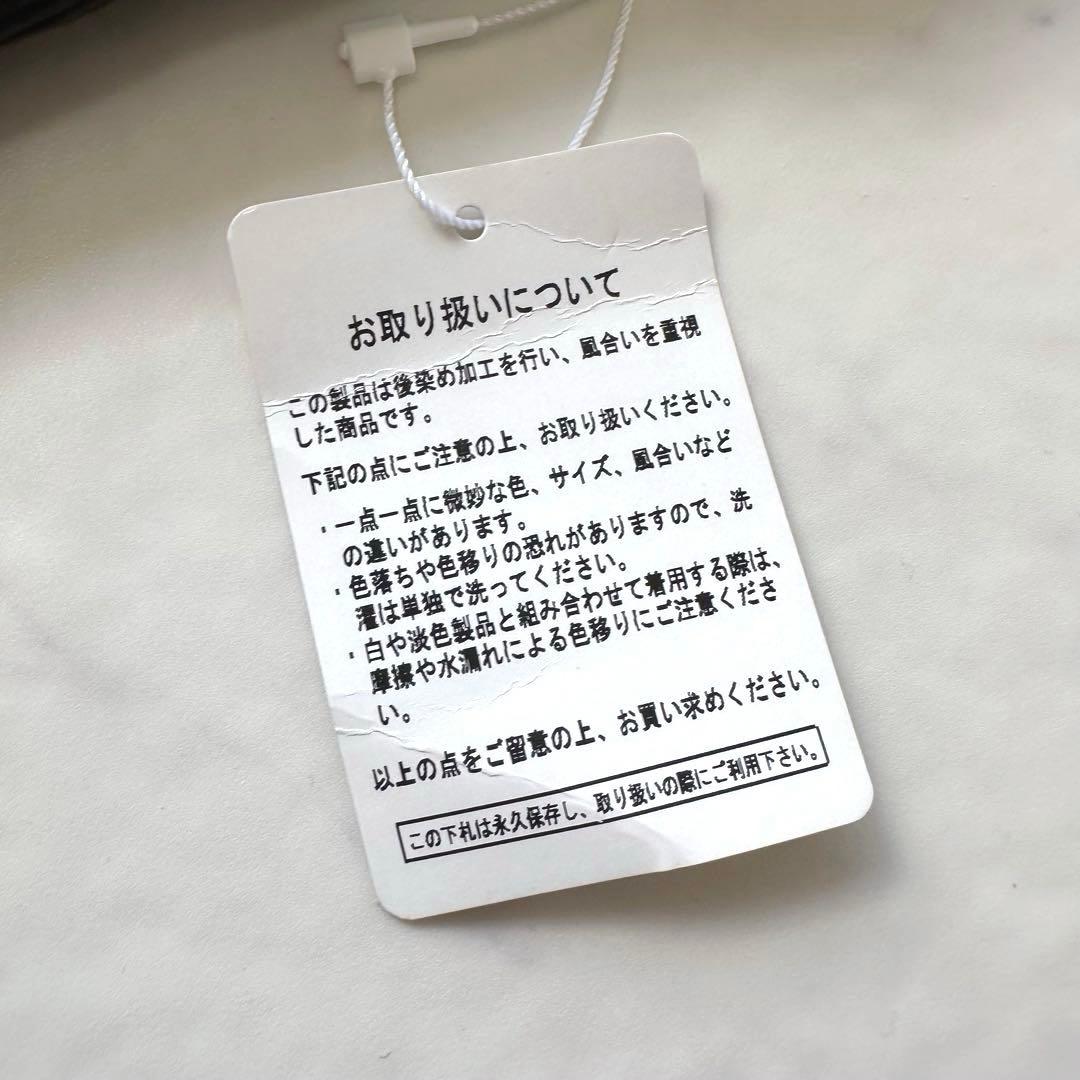 お取り扱いについて
この製品は後染め加工を行い、風合いを重視
した商品です。
下記の点にご注意の上、お取り扱いください。
・一点一点に微妙な色、サイズ、風合いなど
の違いがあります。
・色落ちや色移りの恐れがありますので、洗
濯は単独で洗ってください。
・白や淡色製品と組み合わせて着用する際は、
摩擦や水濡れによる色移りにご注意くださ
い。
以上の点をご留意の上、お買い求めください。
この下札は永久保存し、取り扱いの際にご利用下さい。